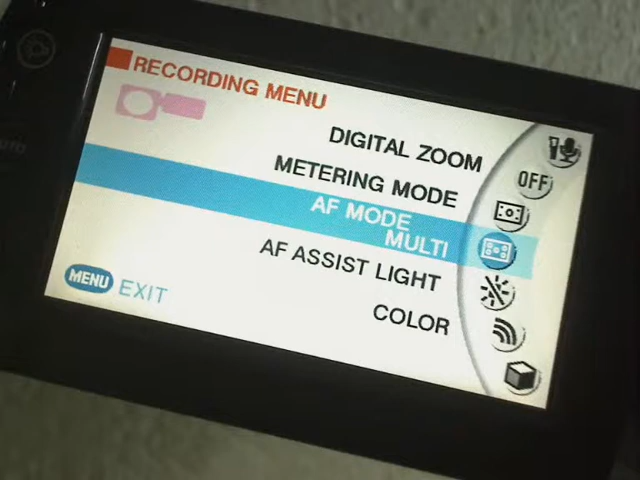 RECORDING MENU
DIGITAL ZOOM
OFF
METERING MODE
AF MODE
MULTI
AF ASSIST LIGHT
COLOR
MENU EXIT